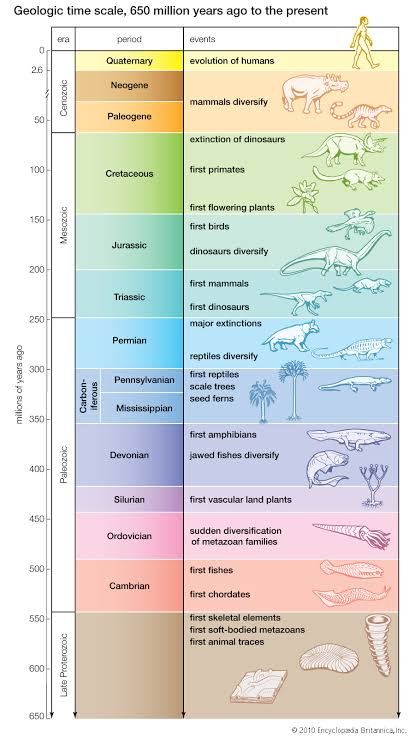 Geologic time scale, 650 million years ago to the present
era period events
0
Quaternary evolution of humans
2.6
Neogene
Cenozoic
mammals diversify
Paleogene
50
extinction of dinosaurs
100
Cretaceous first primates
first flowering plants
150
first birds
Mesozoic
Jurassic dinosaurs diversify
200
first mammals
Triassic
first dinosaurs
250
major extinctions
Permian
reptiles diversify
300
first reptiles
Pennsylvanian scale trees
Carbon-
iferous
seed ferns
Mississippian
350
millions of years ago
first amphibians
Devonian jawed fishes diversify
400
Paleozoic
Silurian first vascular land plants
450
Ordovician sudden diversification
of metazoan families
500
first fishes
Cambrian
first chordates
550
first skeletal elements
first soft-bodied metazoans
first animal traces
600
Late Proterozoic
650
© 2010 Encyclopædia Britannica, Inc.